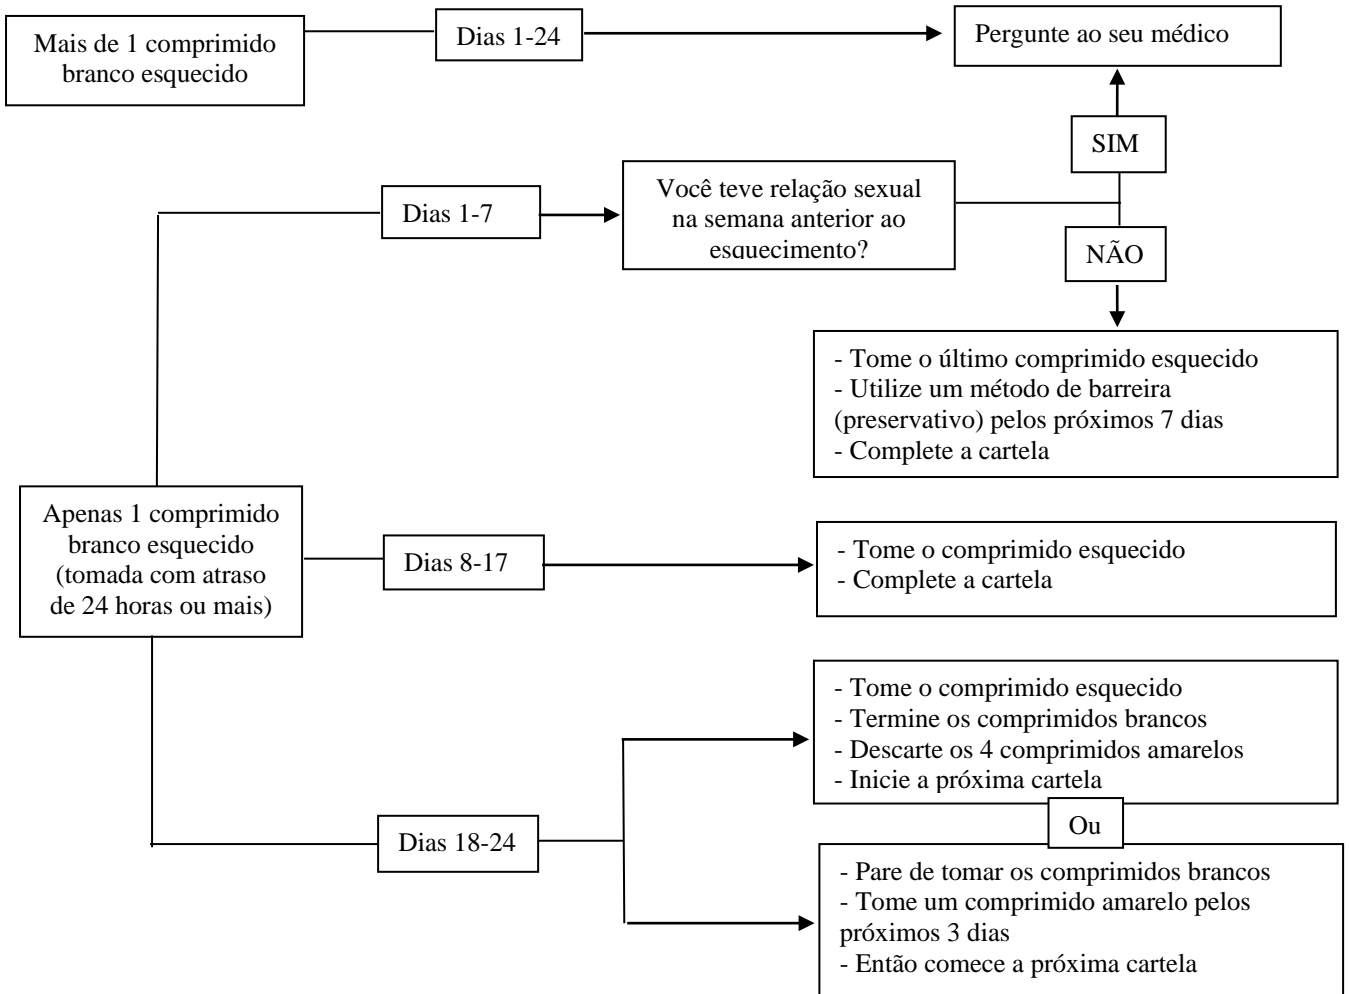 Mais de 1 comprimido
branco esquecido
Dias 1-24
Pergunte ao seu médico
SIM
Dias 1-7
Você teve relação sexual
na semana anterior ao
esquecimento?
NÃO
- Tome o último comprimido esquecido
- Utilize um método de barreira
(preservativo) pelos próximos 7 dias
- Complete a cartela
Apenas 1 comprimido
branco esquecido
(tomada com atraso
de 24 horas ou mais)
Dias 8-17
- Tome o comprimido esquecido
- Complete a cartela
Dias 18-24
- Tome o comprimido esquecido
- Termine os comprimidos brancos
- Descarte os 4 comprimidos amarelos
- Inicie a próxima cartela
Ou
- Pare de tomar os comprimidos brancos
- Tome um comprimido amarelo pelos
próximos 3 dias
- Então comece a próxima cartela